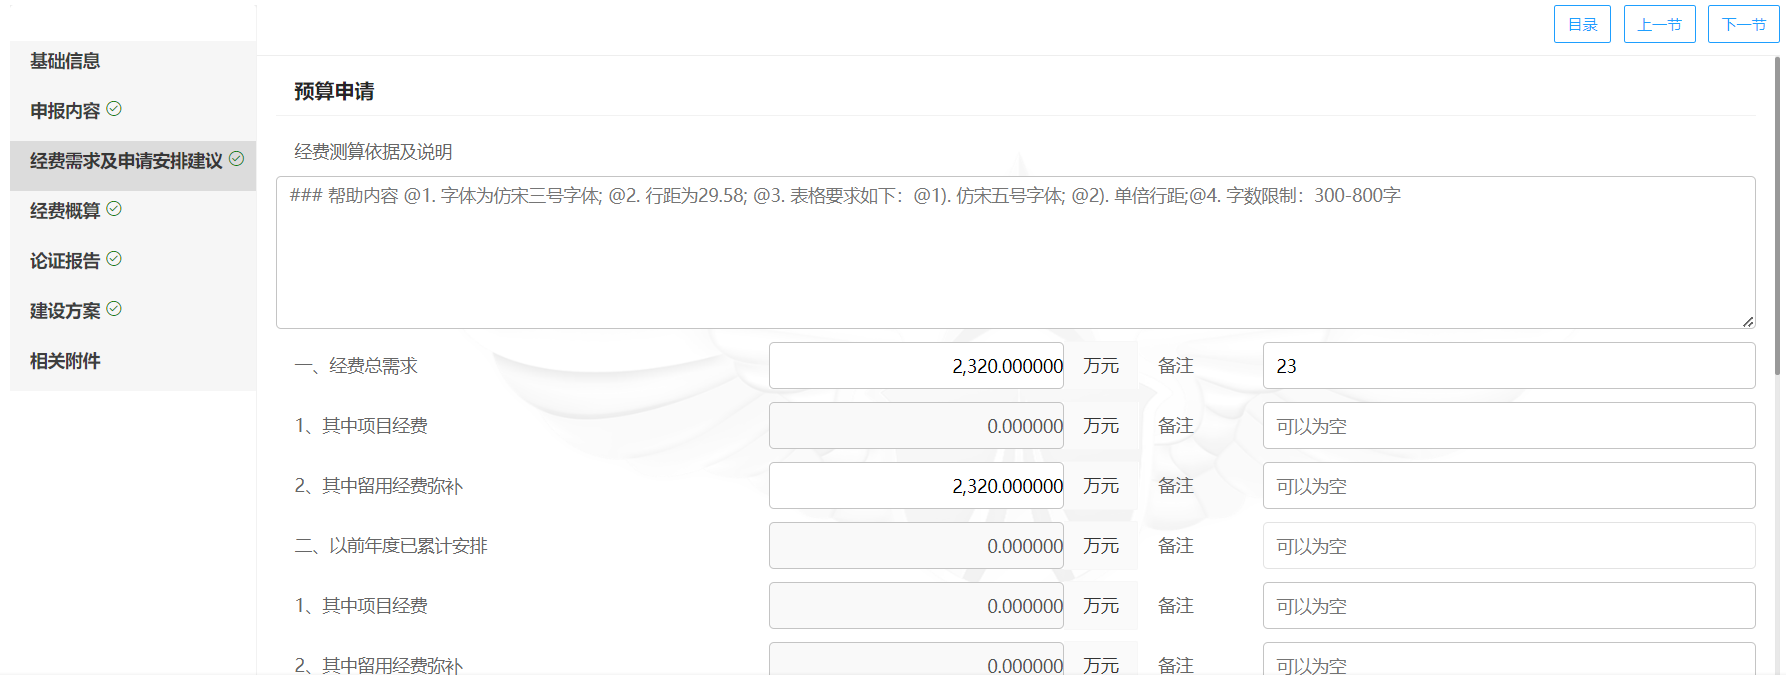 目录 上一节 下一节
基础信息
申报内容
经费需求及申请安排建议
经费概算
论证报告
建设方案
相关附件
预算申请
经费测算依据及说明
### 帮助内容 @1. 字体为仿宋三号字体; @2. 行距为29.58; @3. 表格要求如下：@1). 仿宋五号字体; @2). 单倍行距;@4. 字数限制：300-800字
一、经费总需求 2,320.000000 万元 备注 23
1、其中项目经费 0.000000 万元 备注 可以为空
2、其中留用经费弥补 2,320.000000 万元 备注 可以为空
二、以前年度已累计安排 0.000000 万元 备注 可以为空
1、其中项目经费 0.000000 万元 备注 可以为空
2、其中留用经费弥补 0.000000 万元 备注 可以为空